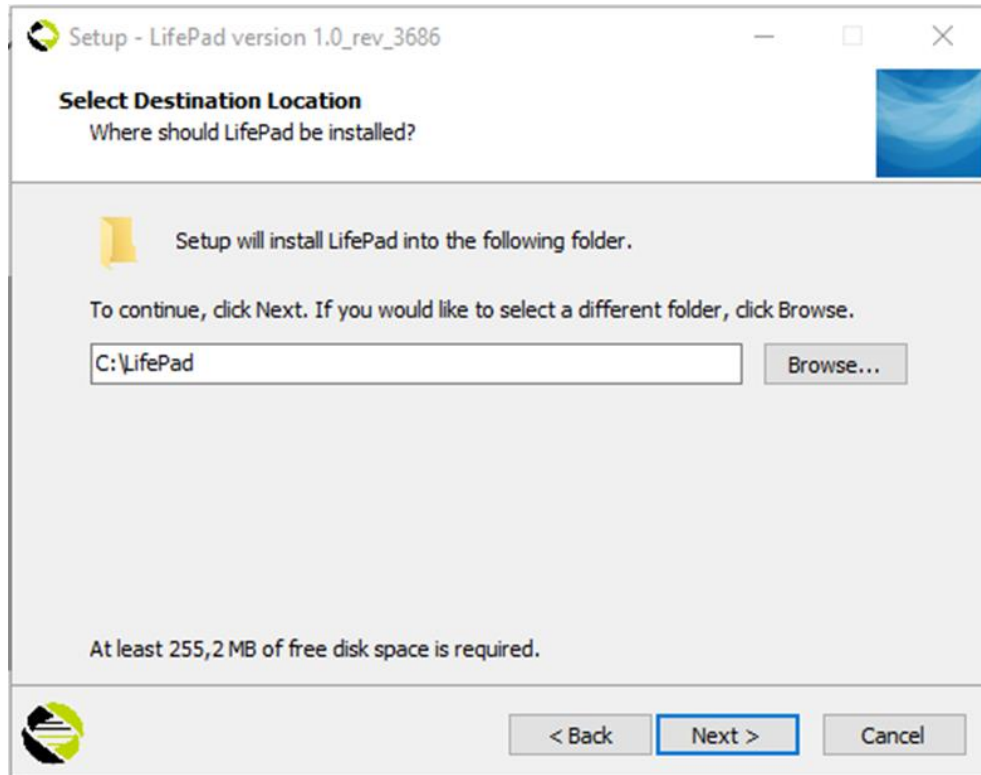 Setup - LifePad version 1.0_rev_3686
Select Destination Location
Where should LifePad be installed?
Setup will install LifePad into the following folder.
To continue, click Next. If you would like to select a different folder, click Browse.
C:\LifePad
Browse...
At least 255,2 MB of free disk space is required.
< Back
Next >
Cancel